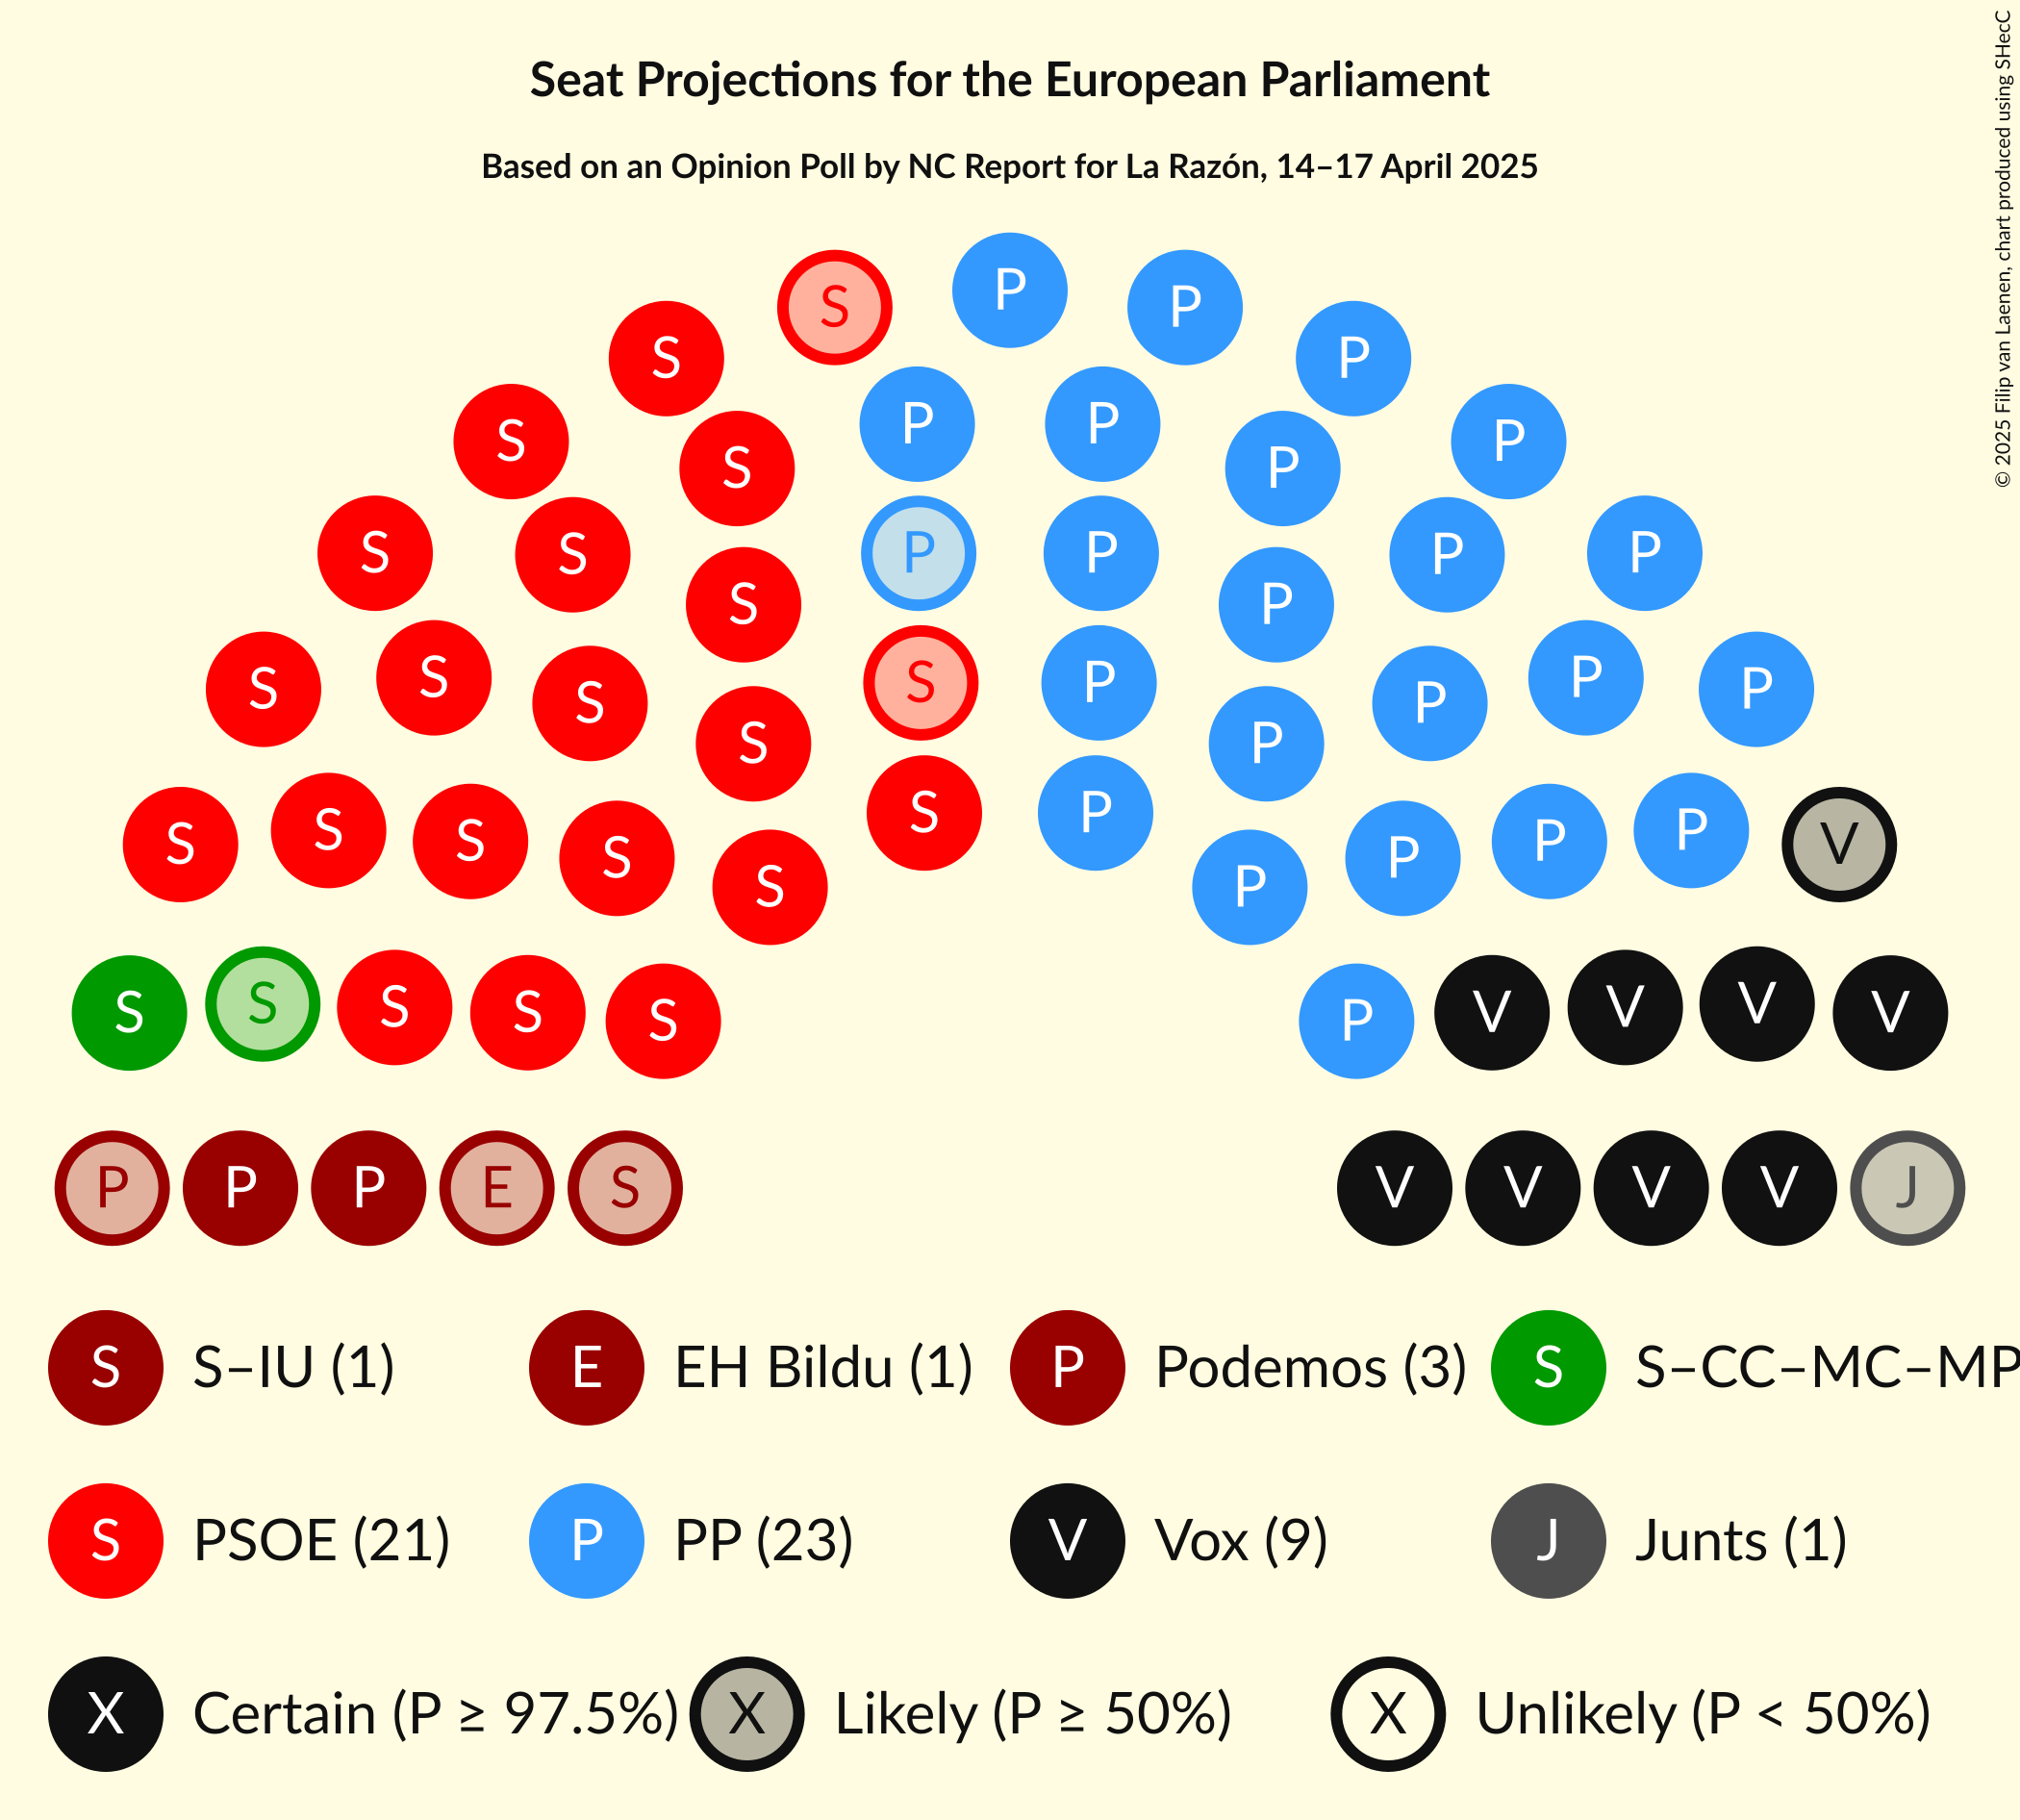 Seat Projections for the European Parliament
Based on an Opinion Poll by NC Report for La Razón, 14–17 April 2025
© 2025 Filip van Laenen, chart produced using SHecC
S P P
S P
S P P P
S S P
S P P
S S P P
S P
S S P
S S P P
S S P P
S P
S P
S S P P V
S S P P
S P
S S S S S P V V V V
P P P E S V V V V J
S S–IU (1) E EH Bildu (1) P Podemos (3) S S–CC–MC–MP
S PSOE (21) P PP (23) V Vox (9) J Junts (1)
X Certain (P ≥ 97.5%) X Likely (P ≥ 50%) X Unlikely (P < 50%)